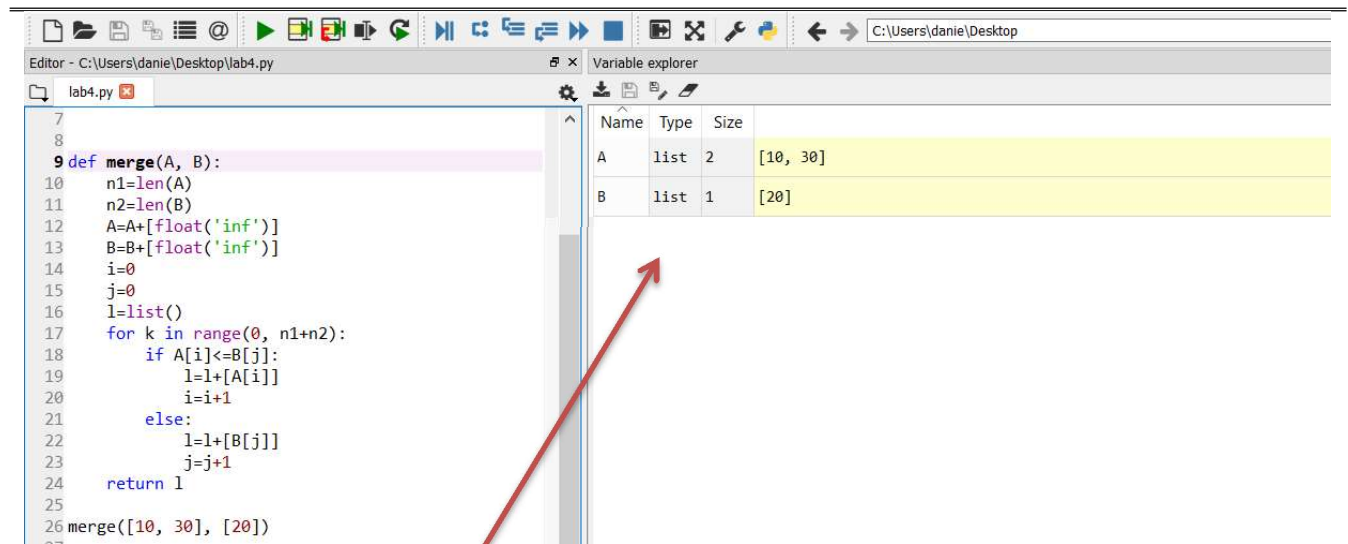 C:\Users\danie\Desktop
Editor - C:\Users\danie\Desktop\lab4.py
Variable explorer
lab4.py
Name Type Size
A list 2 [10, 30]
B list 1 [20]
7
8
9 def merge(A, B):
10     n1=len(A)
11     n2=len(B)
12     A=A+[float('inf')]
13     B=B+[float('inf')]
14     i=0
15     j=0
16     l=list()
17     for k in range(0, n1+n2):
18         if A[i]<=B[j]:
19             l=l+[A[i]]
20             i=i+1
21         else:
22             l=l+[B[j]]
23             j=j+1
24     return l
25
26 merge([10, 30], [20])